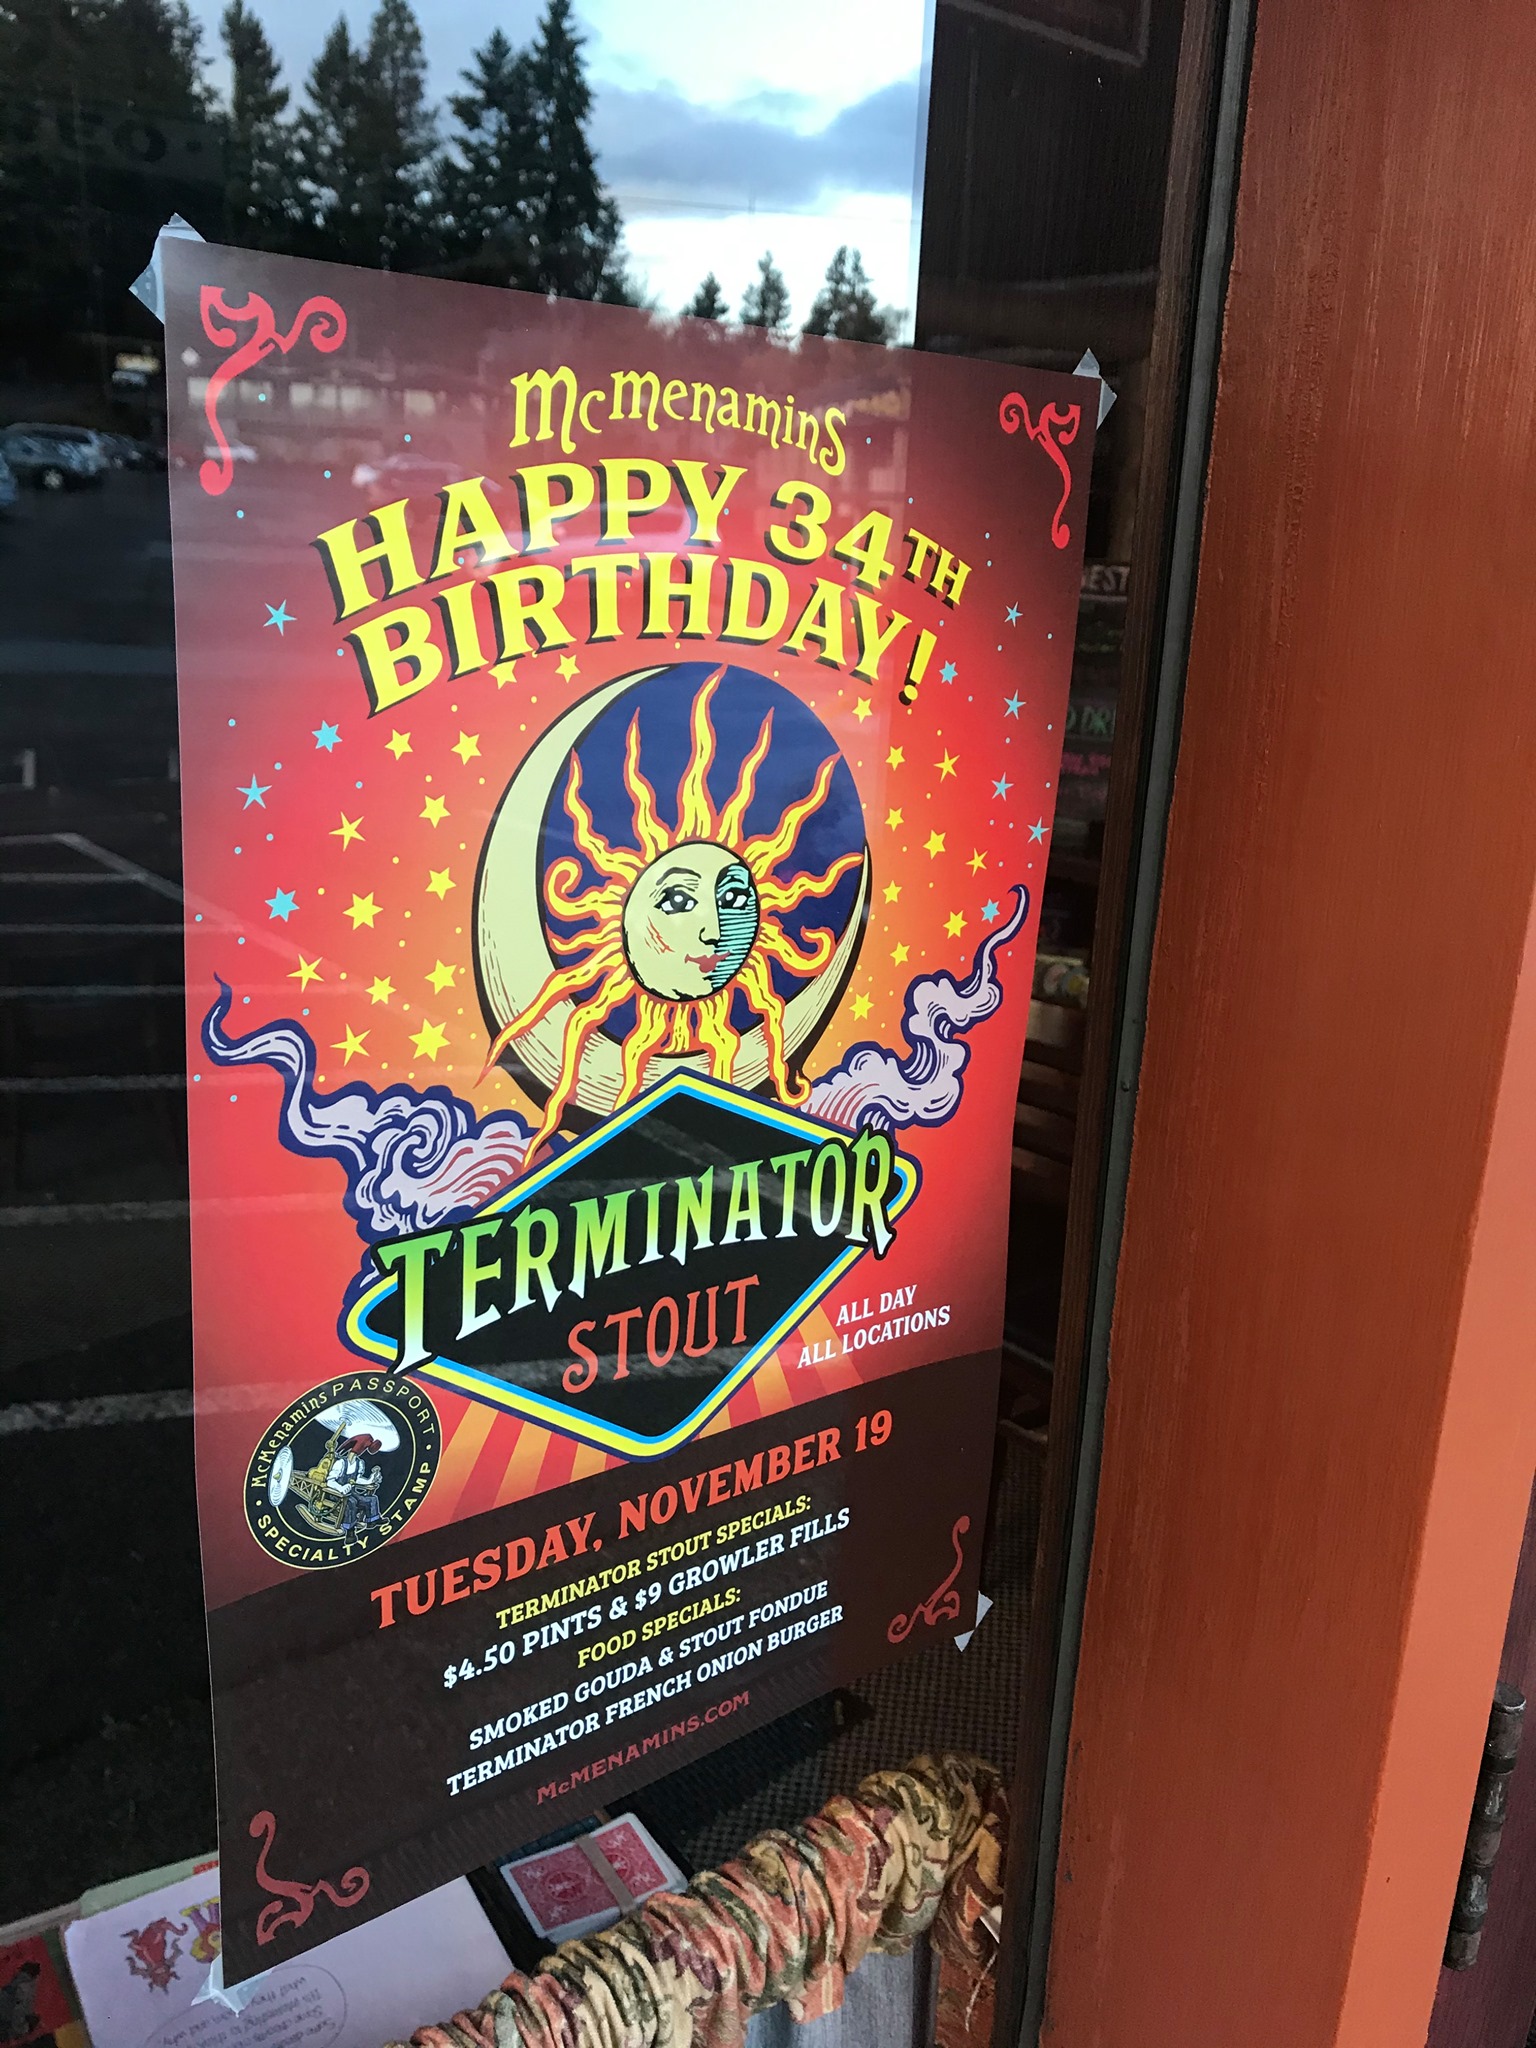 McMenamins
HAPPY 34TH
BIRTHDAY!
TERMINATOR
STOUT
ALL DAY
ALL LOCATIONS
McMenamins PASSPORT
SPECIALTY STAMP
TUESDAY, NOVEMBER 19
TERMINATOR STOUT SPECIALS:
$4.50 PINTS & $9 GROWLER FILLS
FOOD SPECIALS:
SMOKED GOUDA & STOUT FONDUE
TERMINATOR FRENCH ONION BURGER
McMENAMINS.COM